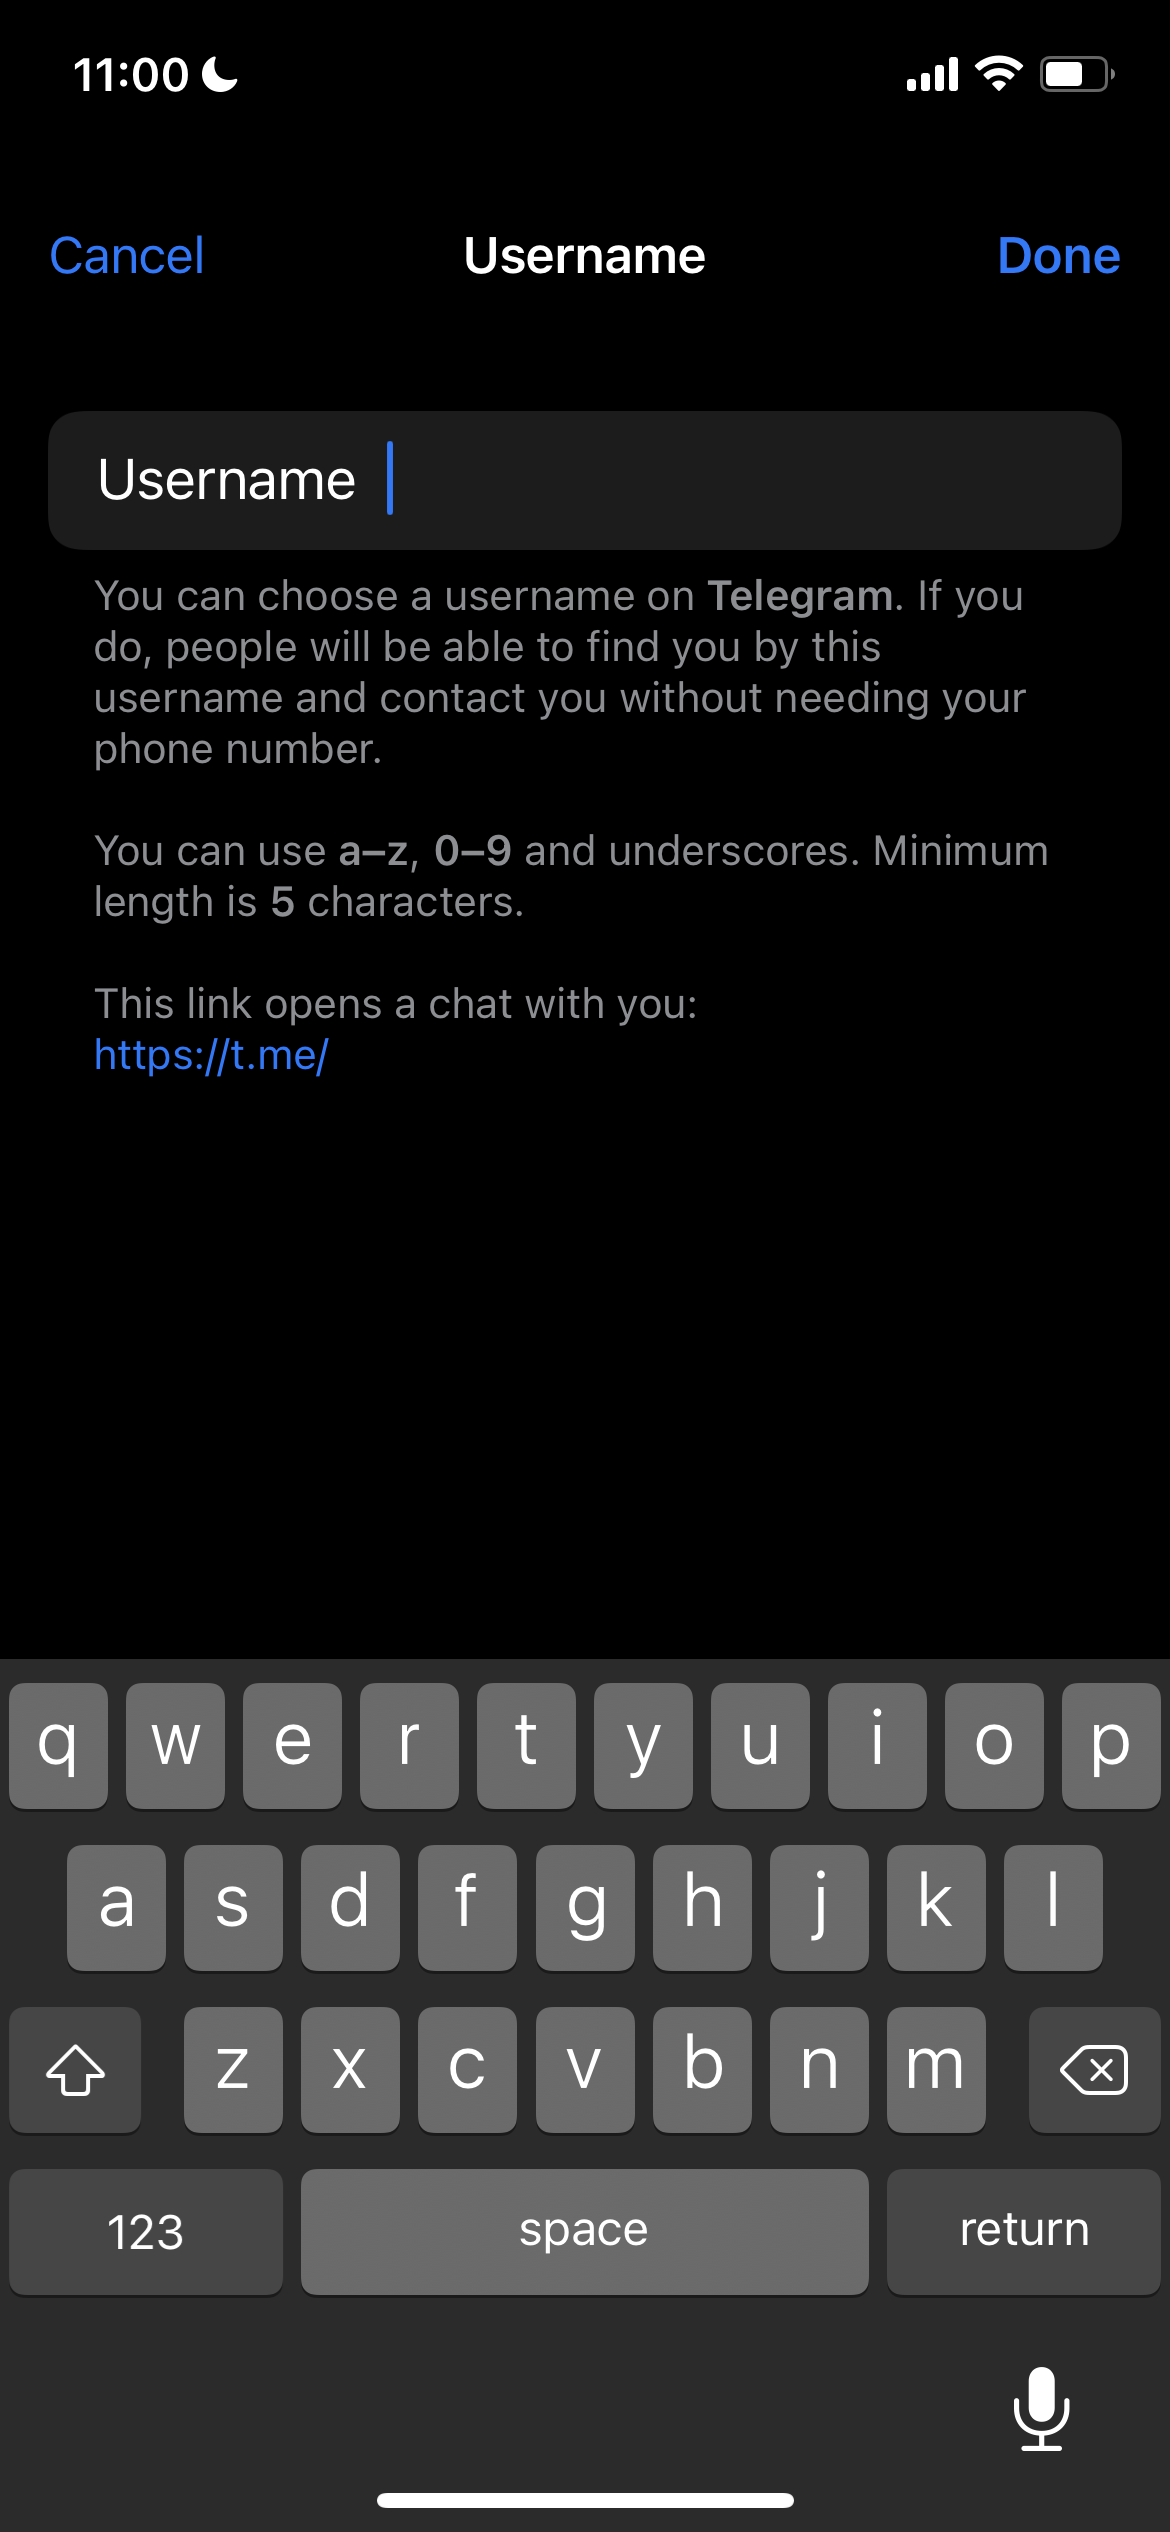 11:00
Cancel Username Done
Username
You can choose a username on Telegram. If you
do, people will be able to find you by this
username and contact you without needing your
phone number.
You can use a–z, 0–9 and underscores. Minimum
length is 5 characters.
This link opens a chat with you:
https://t.me/
q w e r t y u i o p
a s d f g h j k l
z x c v b n m
123 space return